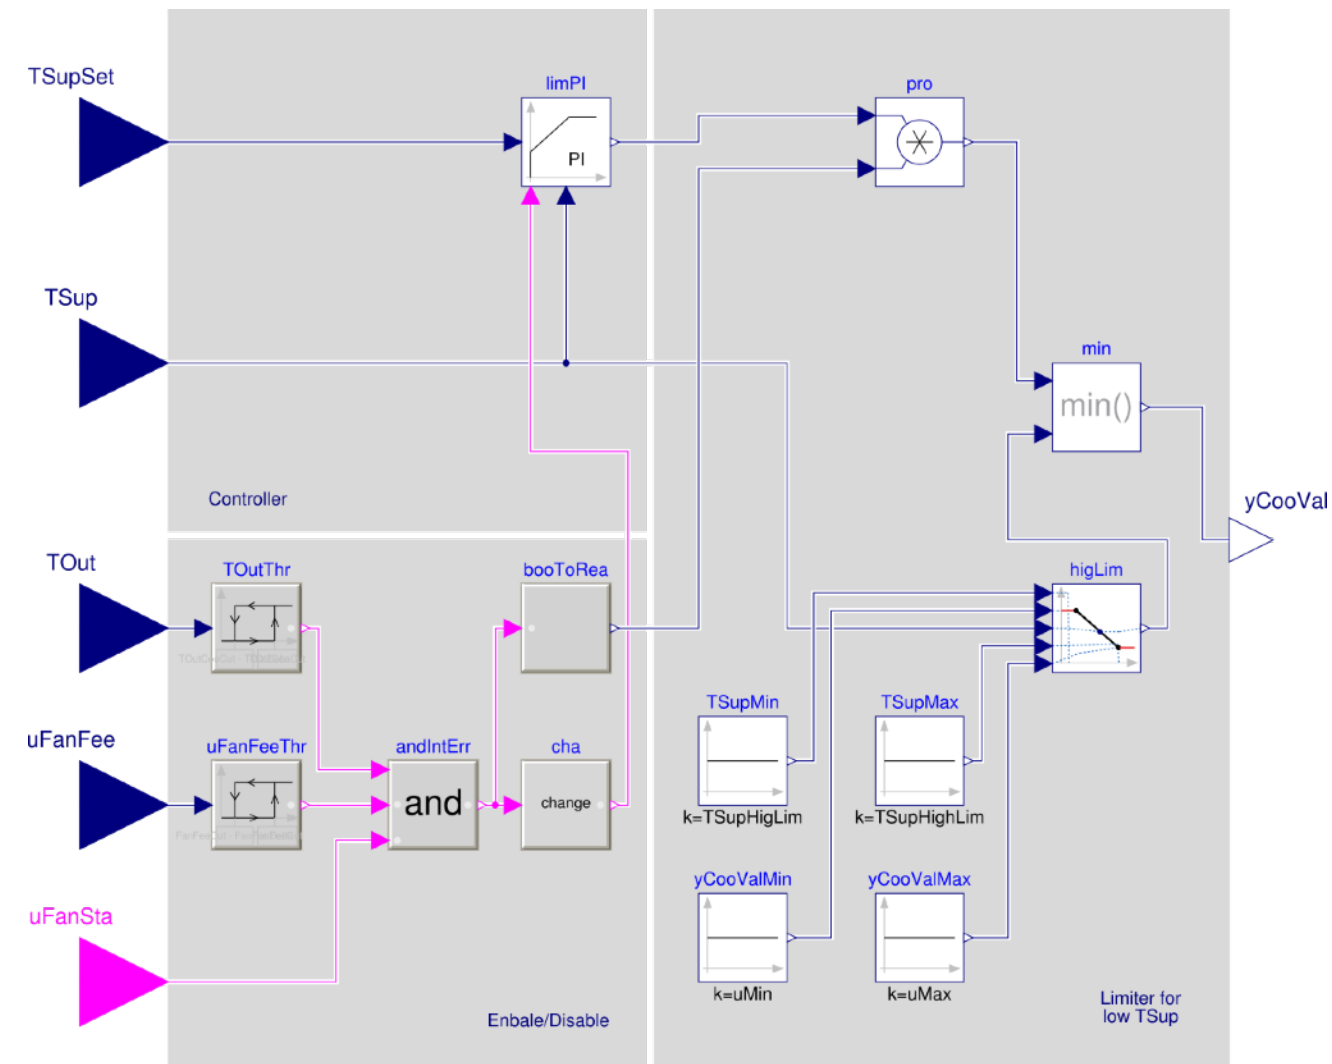 TSupSet
limPI
PI
pro
TSup
min
min()
Controller
yCooVal
TOut
TOutThr
booToRea
higLim
uFanFee
uFanFeeThr
andIntErr
and
cha
change
TSupMin
k=TSupHigLim
TSupMax
k=TSupHighLim
uFanSta
yCooValMin
k=uMin
yCooValMax
k=uMax
Enbale/Disable
Limiter for
low TSup